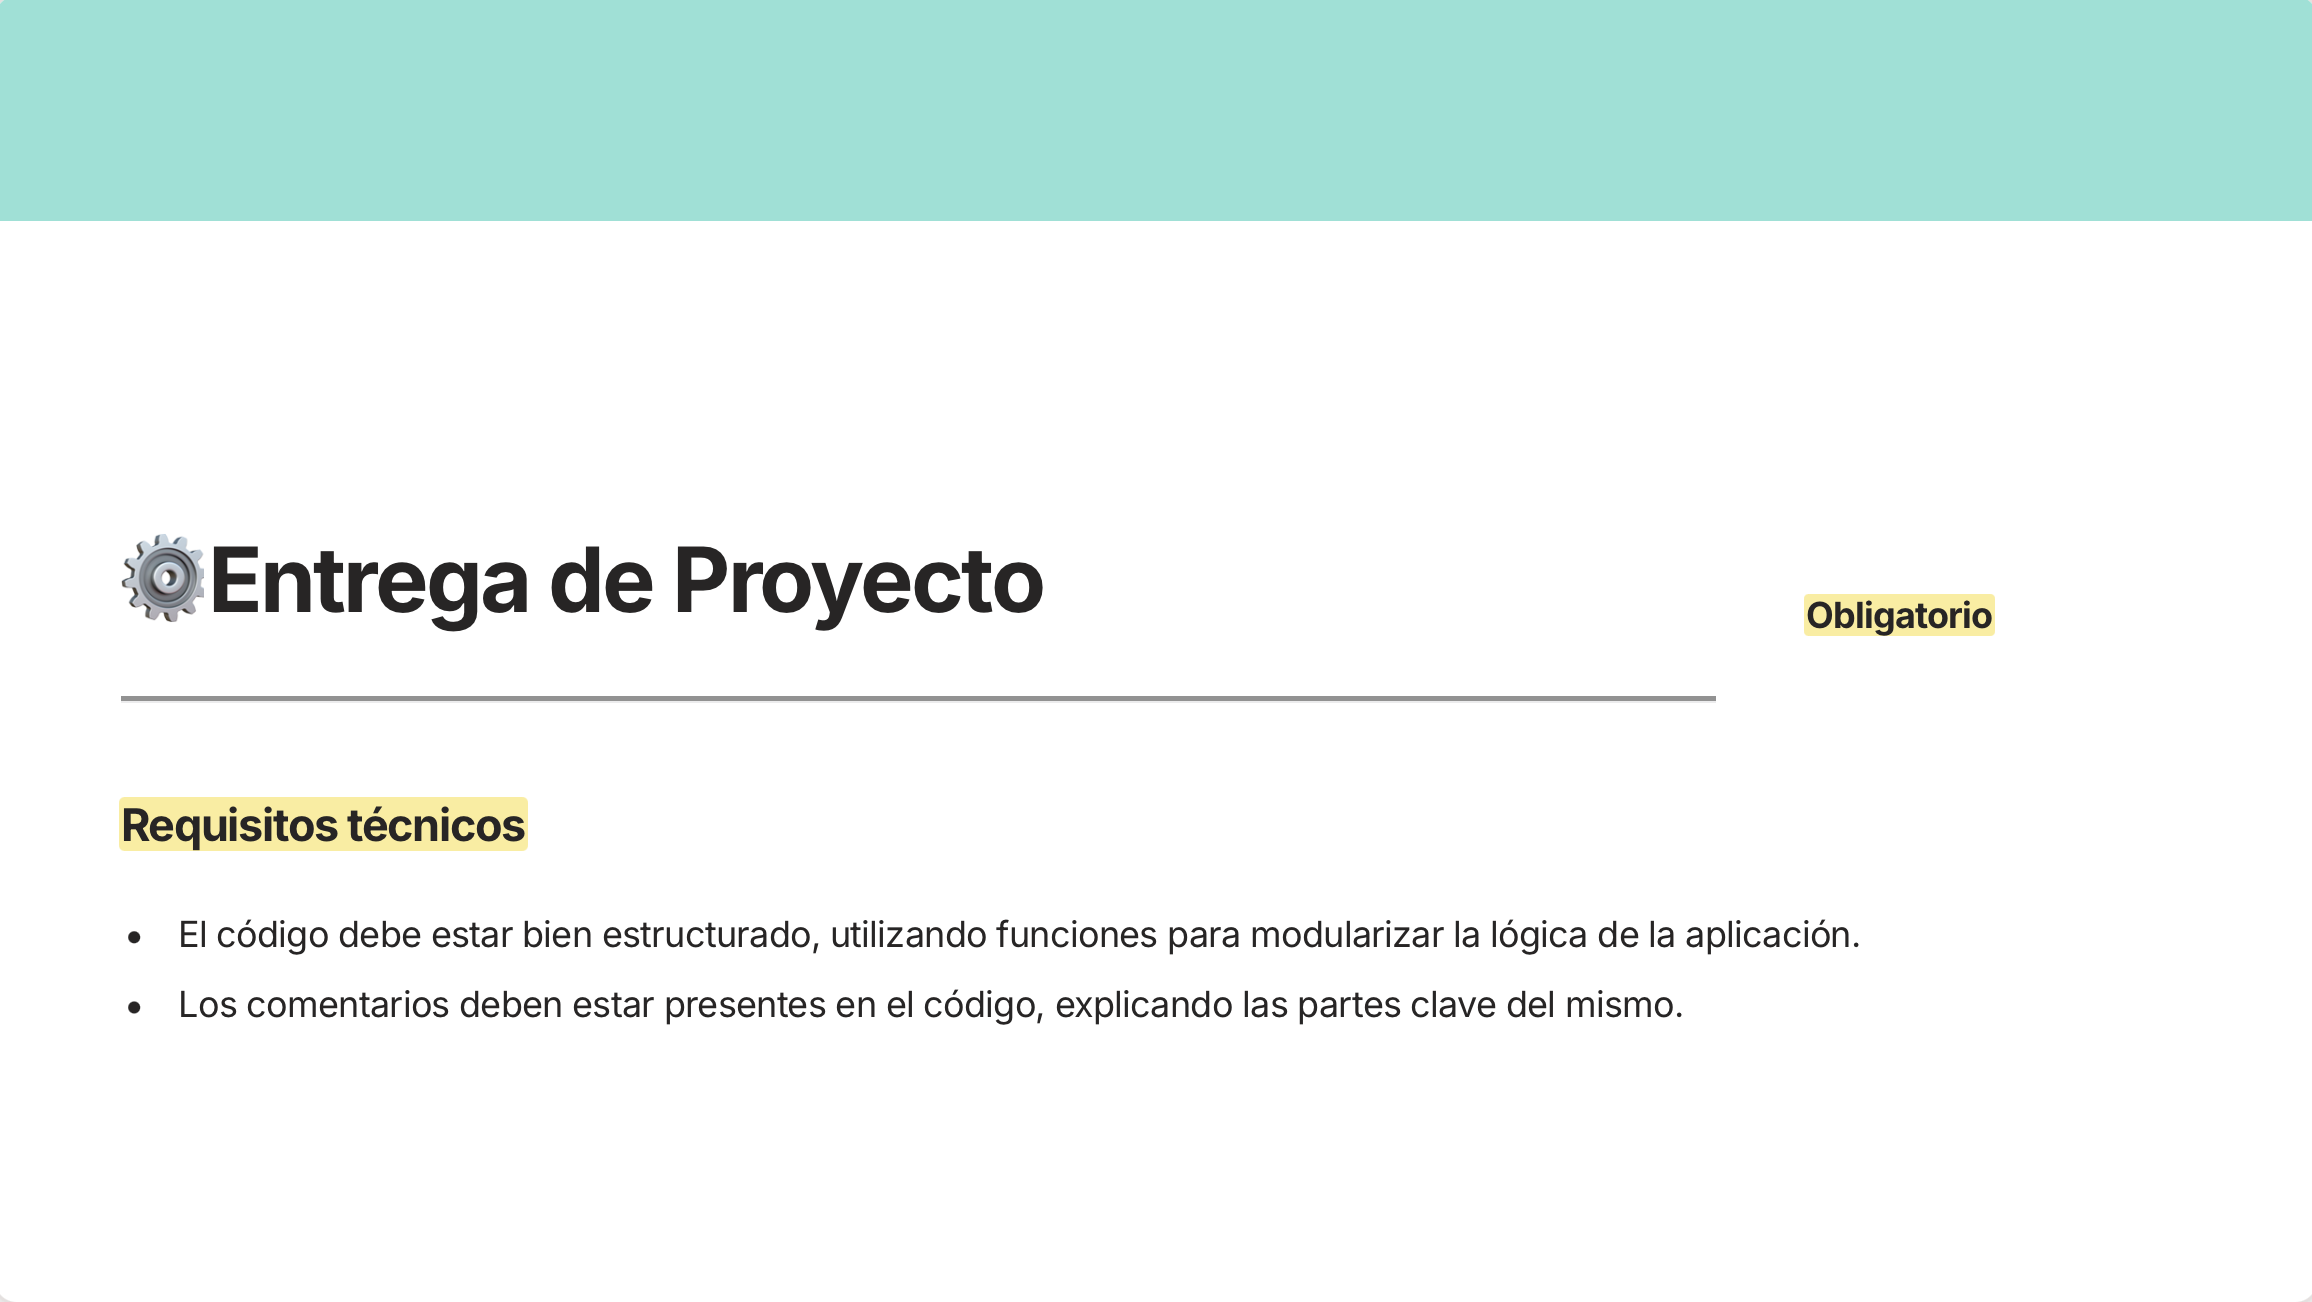 Entrega de Proyecto
Obligatorio
Requisitos técnicos
• El código debe estar bien estructurado, utilizando funciones para modularizar la lógica de la aplicación.
• Los comentarios deben estar presentes en el código, explicando las partes clave del mismo.